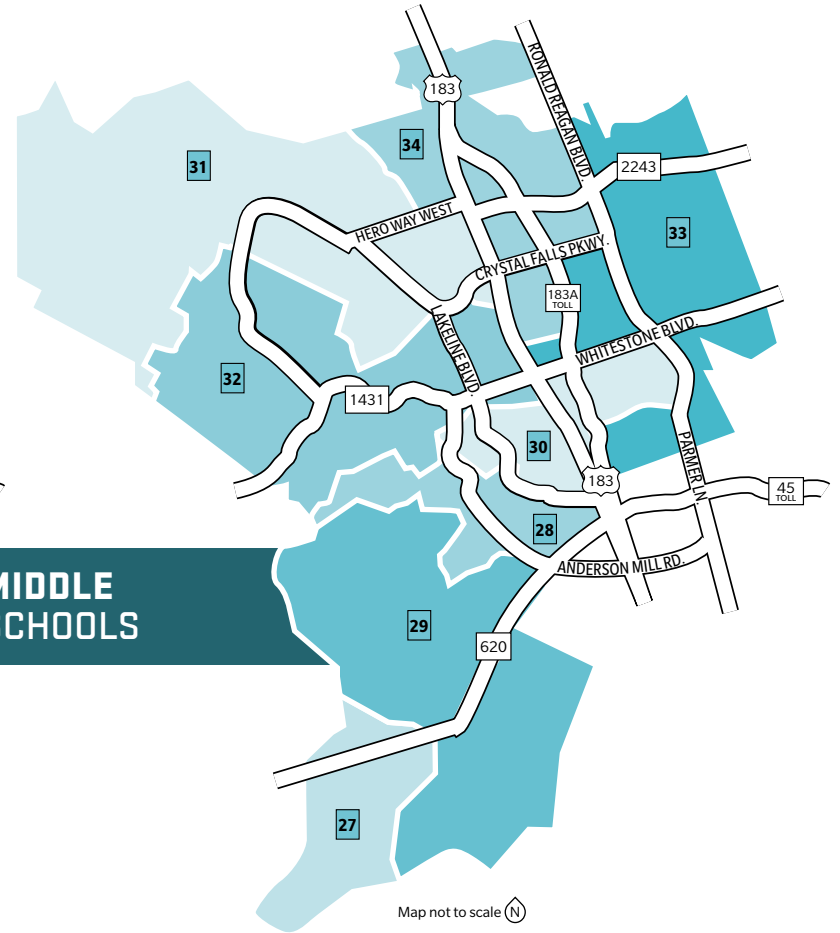 183
RONALD REAGAN BLVD.
34
31
2243
HERO WAY WEST
33
CRYSTAL FALLS PKWY.
183A
TOLL
LAKELINE BLVD.
WHITESTONE BLVD.
32
1431
30
PARMER LN.
183
45
TOLL
28
ANDERSON MILL RD.
MIDDLE
SCHOOLS
29
620
27
Map not to scale N